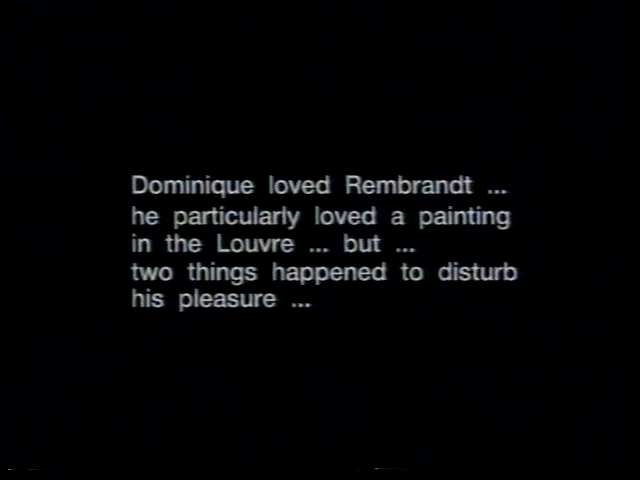 Dominique loved Rembrandt ...
he particularly loved a painting
in the Louvre ... but ...
two things happened to disturb
his pleasure ...